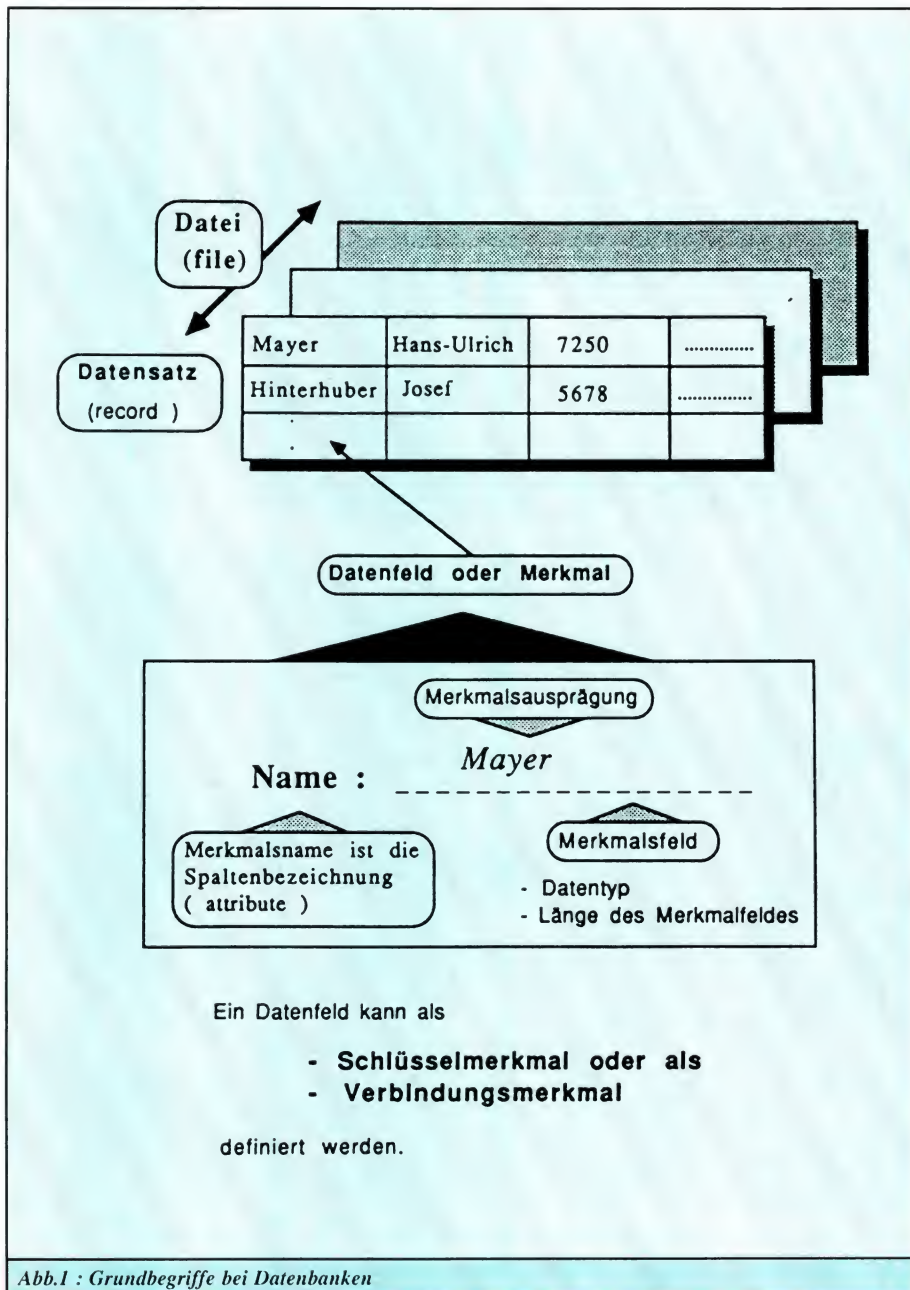 Datei
(file)
Datensatz
(record )
Mayer Hans-Ulrich 7250 ..............
Hinterhuber Josef 5678 ...............
Datenfeld oder Merkmal
Merkmalsausprägung
Mayer
Name :
Merkmalsname ist die
Spaltenbezeichnung
( attribute )
Merkmalsfeld
- Datentyp
- Länge des Merkmalfeldes
Ein Datenfeld kann als
- Schlüsselmerkmal oder als
- Verbindungsmerkmal
definiert werden.
Abb.1 : Grundbegriffe bei Datenbanken